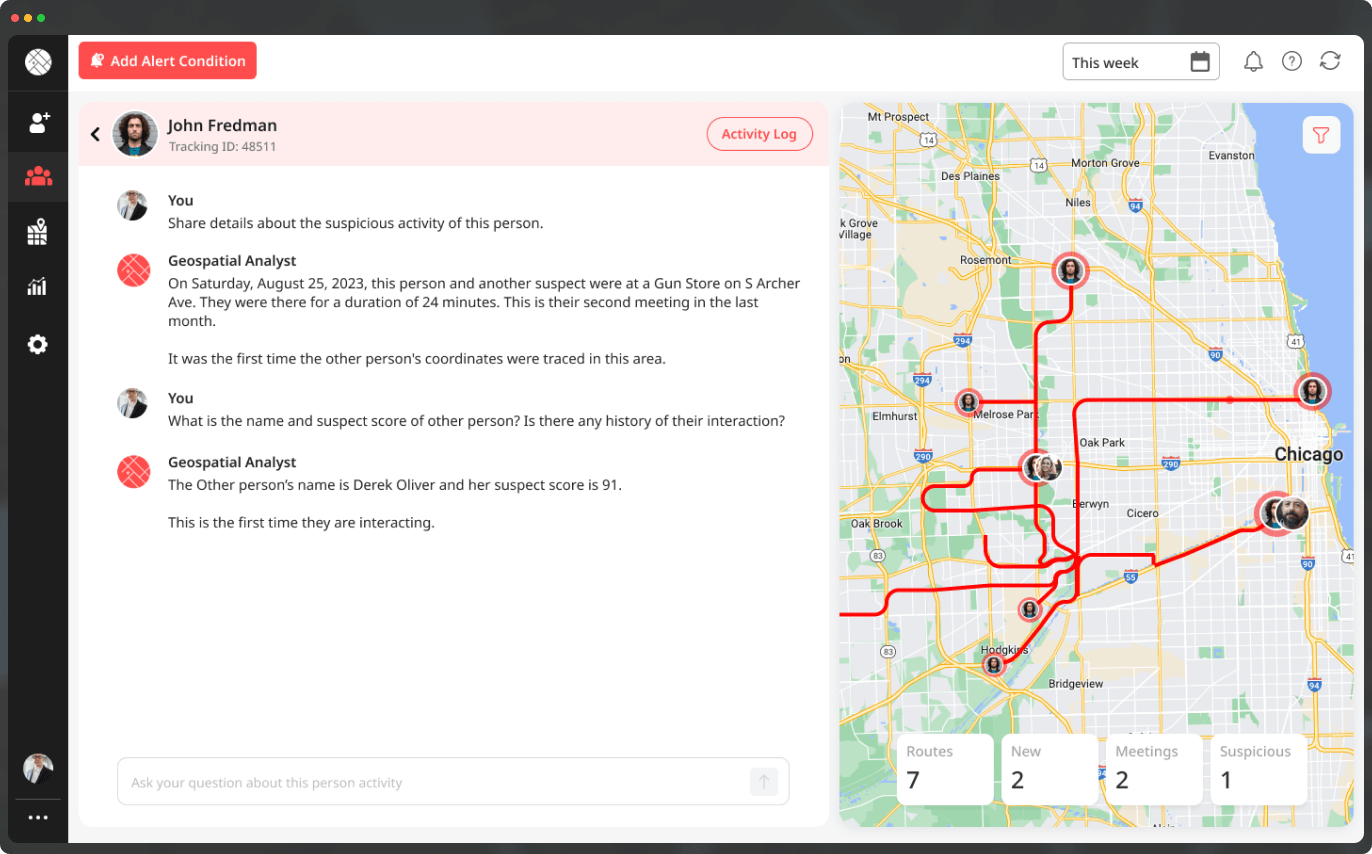 Add Alert Condition
This week
John Fredman
Tracking ID: 48511
Activity Log
You
Share details about the suspicious activity of this person.
Geospatial Analyst
On Saturday, August 25, 2023, this person and another suspect were at a Gun Store on S Archer
Ave. They were there for a duration of 24 minutes. This is their second meeting in the last
month.
It was the first time the other person's coordinates were traced in this area.
You
What is the name and suspect score of other person? Is there any history of their interaction?
Geospatial Analyst
The Other person’s name is Derek Oliver and her suspect score is 91.
This is the first time they are interacting.
Ask your question about this person activity
Mt Prospect
14
Evanston
14
Morton Grove
Des Plaines
Niles
94
k Grove
Village
Rosemont
294
41
90
on
294
Elmhurst
Melrose Park
Oak Park
Chicago
290
290
Berwyn
Cicero
Oak Brook
83
41
90
55
Hodgkins
83
Bridgeview
94
Routes
7
New
2
Meetings
2
Suspicious
1